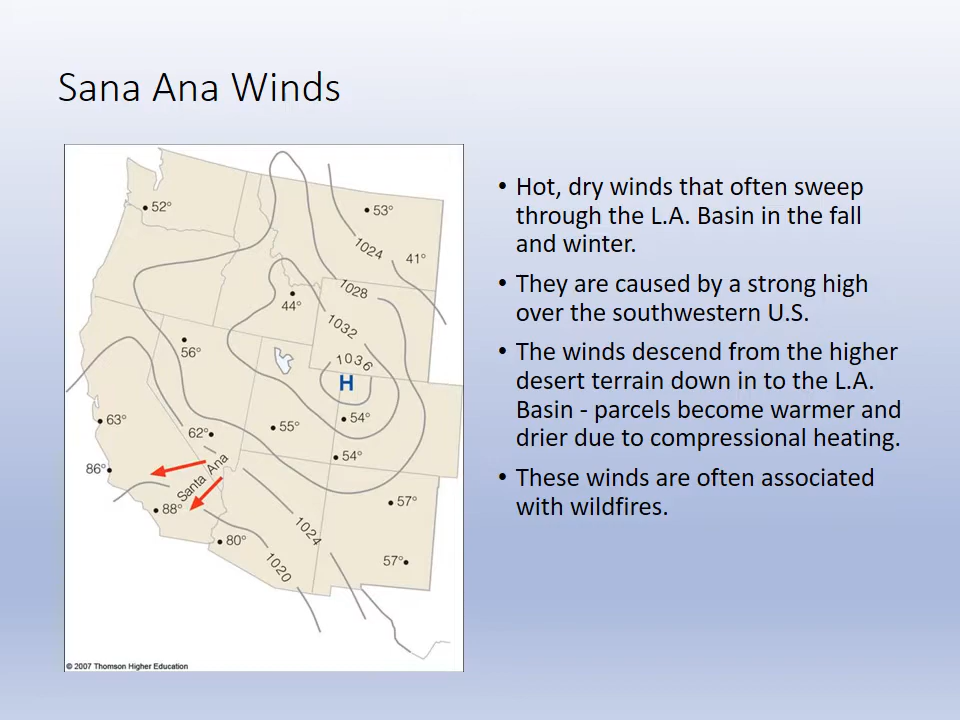 Sana Ana Winds
52°
53°
1024
41°
1028
44°
1032
56°
1036
H
63°
62°
55°
54°
86°
Santa Ana
54°
88°
57°
80°
1024
1020
57°
© 2007 Thomson Higher Education
• Hot, dry winds that often sweep
through the L.A. Basin in the fall
and winter.
• They are caused by a strong high
over the southwestern U.S.
• The winds descend from the higher
desert terrain down in to the L.A.
Basin - parcels become warmer and
drier due to compressional heating.
• These winds are often associated
with wildfires.